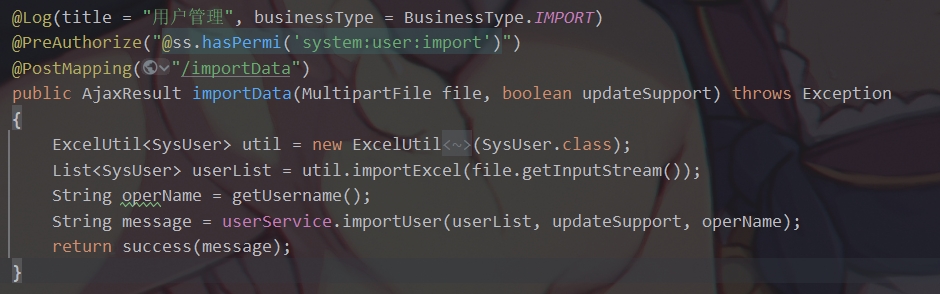 @Log(title = "用户管理", businessType = BusinessType.IMPORT)
@PreAuthorize("@ss.hasPermi('system:user:import')")
@PostMapping("/importData")
public AjaxResult importData(MultipartFile file, boolean updateSupport) throws Exception
{
ExcelUtil<SysUser> util = new ExcelUtil<~>(SysUser.class);
List<SysUser> userList = util.importExcel(file.getInputStream());
String operName = getUsername();
String message = userService.importUser(userList, updateSupport, operName);
return success(message);
}